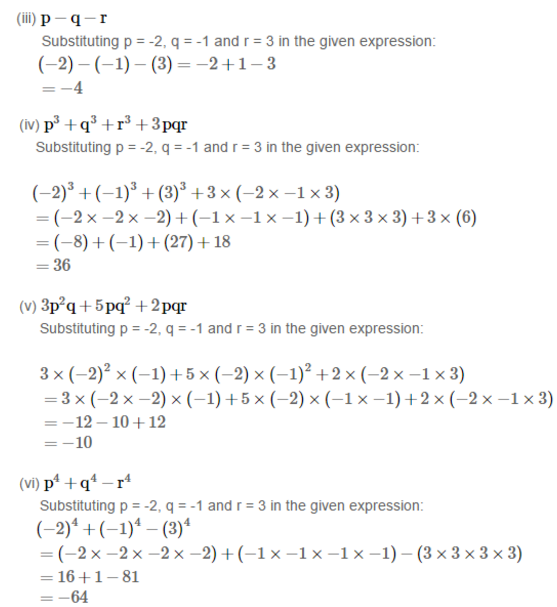 (iii) p − q − r
Substituting p = -2, q = -1 and r = 3 in the given expression:
(−2) − (−1) − (3) = −2 + 1 − 3
= −4
(iv) p³ + q³ + r³ + 3pqr
Substituting p = -2, q = -1 and r = 3 in the given expression:
(−2)³ + (−1)³ + (3)³ + 3 × (−2 × −1 × 3)
= (−2 × −2 × −2) + (−1 × −1 × −1) + (3 × 3 × 3) + 3 × (6)
= (−8) + (−1) + (27) + 18
= 36
(v) 3p²q + 5pq² + 2pqr
Substituting p = -2, q = -1 and r = 3 in the given expression:
3 × (−2)² × (−1) + 5 × (−2) × (−1)² + 2 × (−2 × −1 × 3)
= 3 × (−2 × −2) × (−1) + 5 × (−2) × (−1 × −1) + 2 × (−2 × −1 × 3)
= −12 − 10 + 12
= −10
(vi) p⁴ + q⁴ − r⁴
Substituting p = -2, q = -1 and r = 3 in the given expression:
(−2)⁴ + (−1)⁴ − (3)⁴
= (−2 × −2 × −2 × −2) + (−1 × −1 × −1 × −1) − (3 × 3 × 3 × 3)
= 16 + 1 − 81
= −64